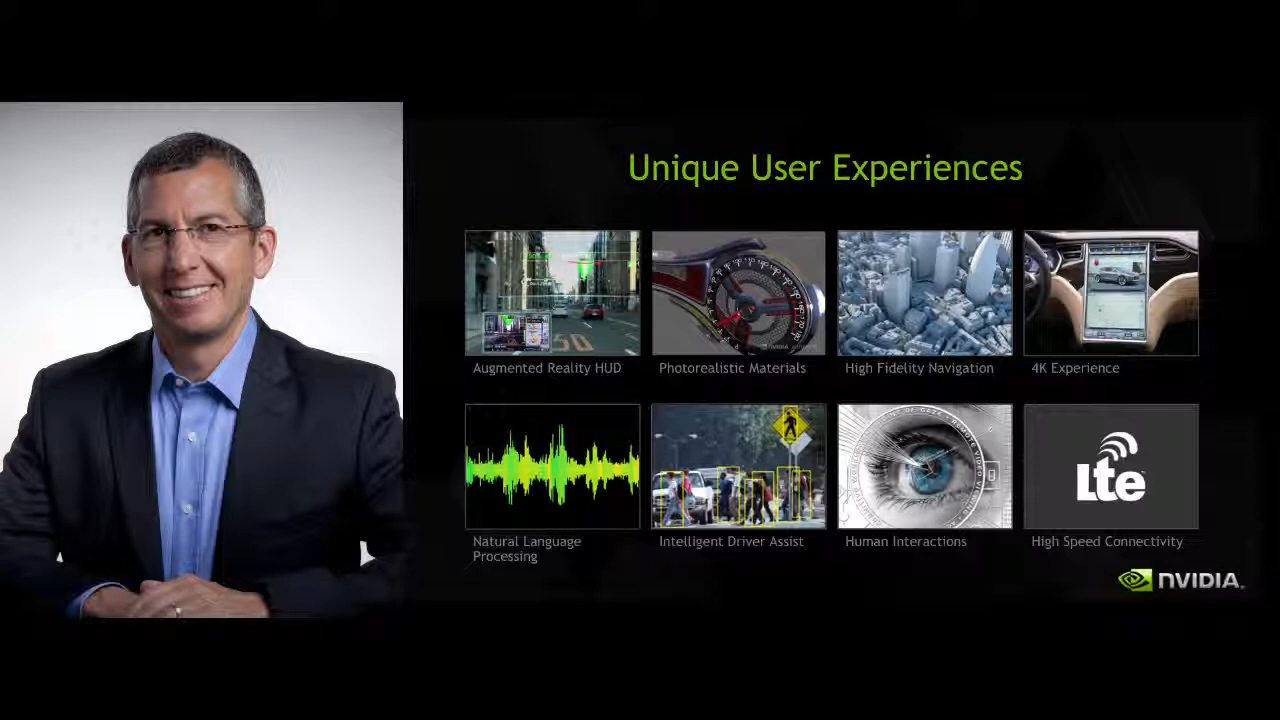 Unique User Experiences
Augmented Reality HUD
Photorealistic Materials
High Fidelity Navigation
4K Experience
Lte
Natural Language
Processing
Intelligent Driver Assist
Human Interactions
High Speed Connectivity
NVIDIA.